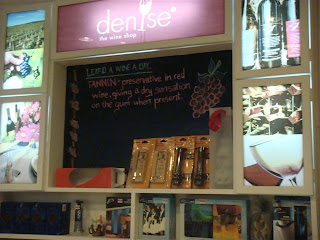 denise
the wine shop
LEARN A WINE A DAY
TANNIN - preservative in red
wine, giving a dry sensation
on the gum when present.